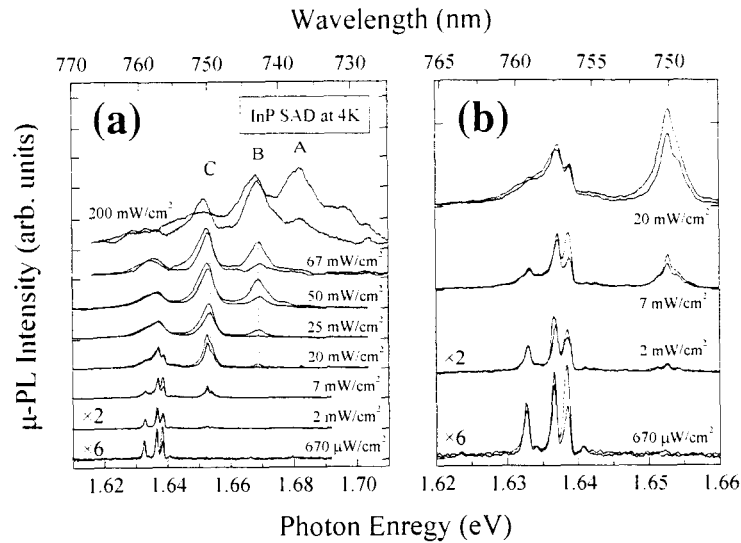 Wavelength (nm)
770 760 750 740 730
765 760 755 750
(a)
InP SAD at 4K
(b)
C B A
200 mW/cm²
67 mW/cm²
50 mW/cm²
25 mW/cm²
20 mW/cm²
7 mW/cm²
×2
2 mW/cm²
×6
670 μW/cm²
20 mW/cm²
7 mW/cm²
×2
2 mW/cm²
×6
670 μW/cm²
1.62 1.64 1.66 1.68 1.70
1.62 1.63 1.64 1.65 1.66
μ-PL Intensity (arb. units)
Photon Enregy (eV)